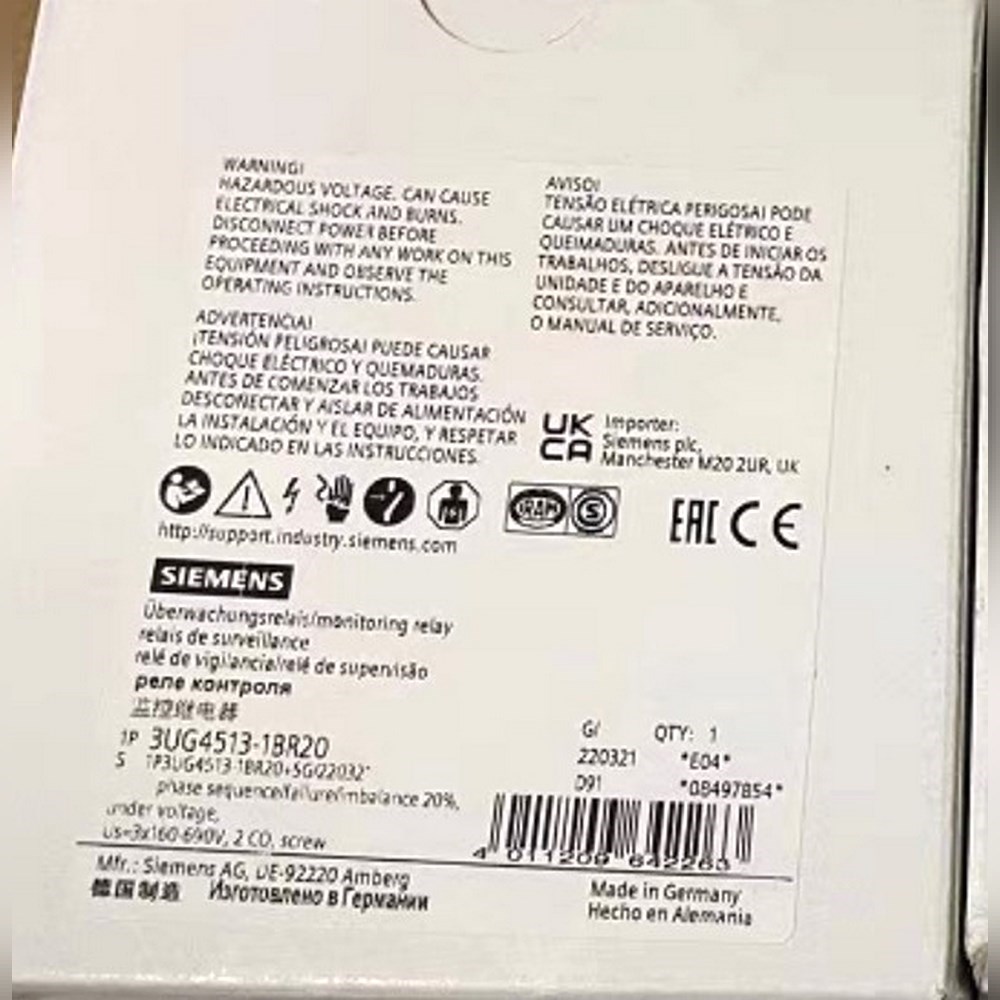 WARNING!
HAZARDOUS VOLTAGE. CAN CAUSE
ELECTRICAL SHOCK AND BURNS.
DISCONNECT POWER BEFORE
PROCEEDING WITH ANY WORK ON THIS
EQUIPMENT AND OBSERVE THE
OPERATING INSTRUCTIONS.
AVISO!
TENSÃO ELÉTRICA PERIGOSA! PODE
CAUSAR UM CHOQUE ELÉTRICO E
QUEIMADURAS. ANTES DE INICIAR OS
TRABALHOS, DESLIGUE A TENSÃO DA
UNIDADE E DO APARELHO E
CONSULTAR, ADICIONALMENTE,
O MANUAL DE SERVIÇO.
ADVERTENCIA!
¡TENSIÓN PELIGROSA! PUEDE CAUSAR
CHOQUE ELÉCTRICO Y QUEMADURAS.
ANTES DE COMENZAR LOS TRABAJOS
DESCONECTAR Y AISLAR DE ALIMENTACIÓN
LA INSTALACIÓN Y EL EQUIPO, Y RESPETAR
LO INDICADO EN LAS INSTRUCCIONES.
UK
CA
Importer:
Siemens plc,
Manchester M20 2UR, UK
IRAM S
EAC CE
http://support.industry.siemens.com
SIEMENS
Überwachungsrelais/monitoring relay
relais de surveillance
relé de vigilancia/relé de supervisão
реле контроля
监控继电器
1P 3UG4513-1BR20
S 1P3UG4513-1BR20+SG/22032*
phase sequence/failure/imbalance 20%,
under voltage,
Us=3x160-690V, 2 CO, screw
G/ QTY: 1
220321 *E04*
D91 *08497854*
4 011209 642263
Mfr.: Siemens AG, DE-92220 Amberg
德国制造 Изготовлено в Германии
Made in Germany
Hecho en Alemania